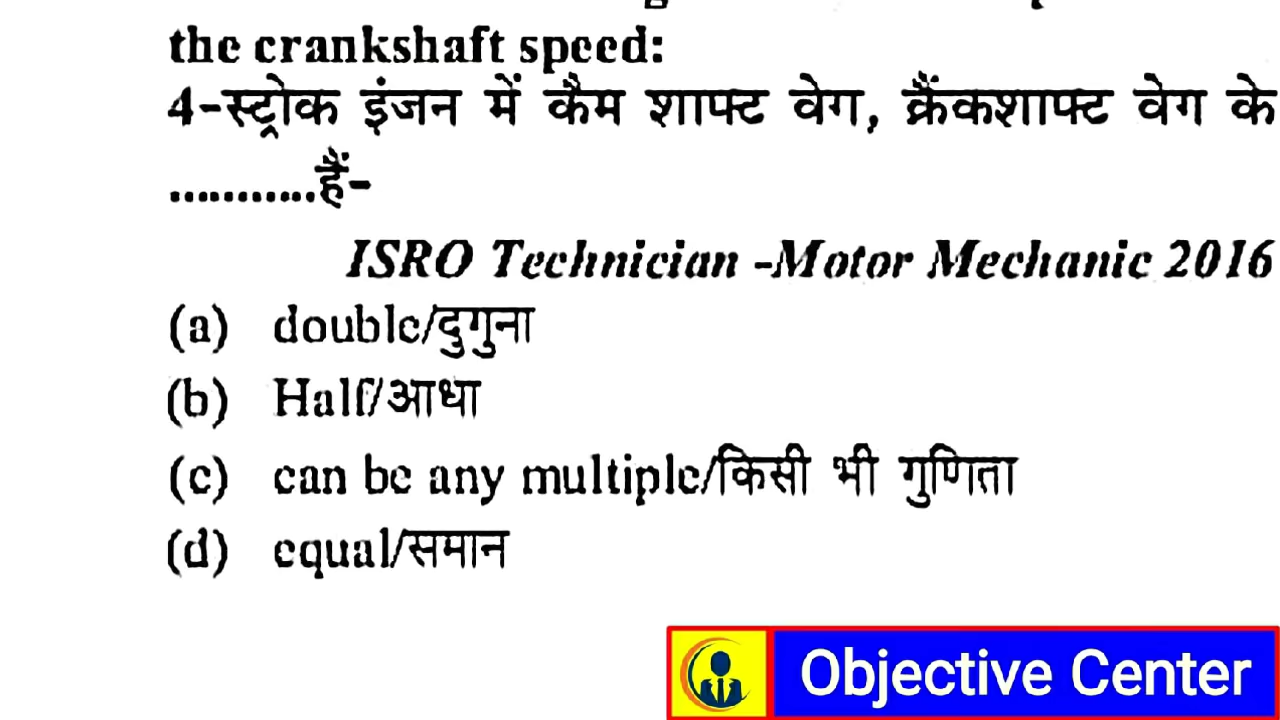 the crankshaft speed:
4-स्ट्रोक इंजन में कैम शाफ्ट वेग, क्रैंकशाफ्ट वेग के
............हैं-
ISRO Technician -Motor Mechanic 2016
(a) double/दुगुना
(b) Half/आधा
(c) can be any multiple/किसी भी गुणिता
(d) equal/समान
Objective Center